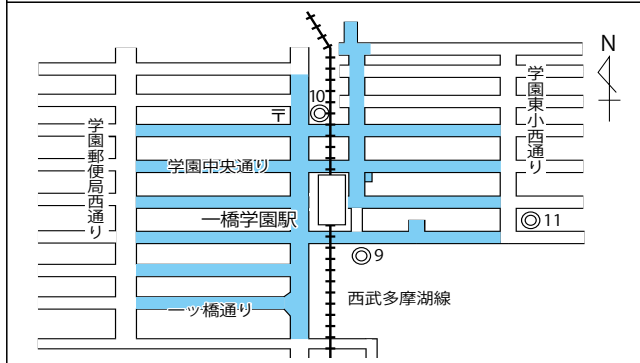 N
10
〒
学園東小西通り
学園郵便局西通り
学園中央通り
一橋学園駅
11
9
西武多摩湖線
一ッ橋通り